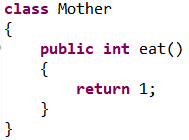 class Mother
{
    public int eat()
    {
        return 1;
    }
}